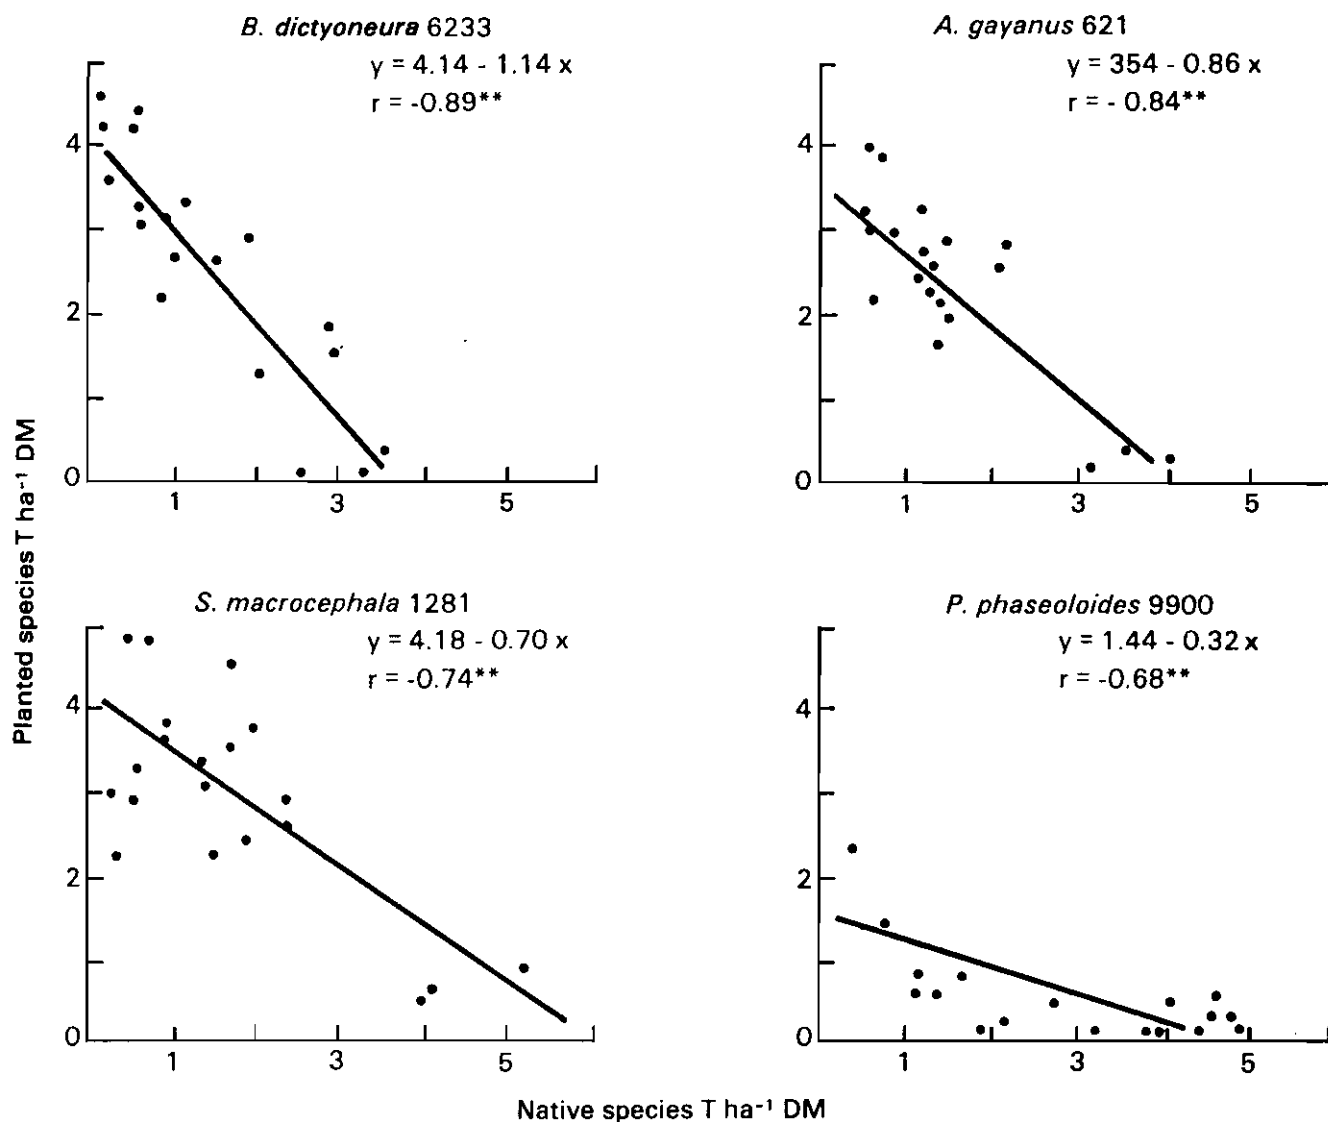 B. dictyoneura 6233
y = 4.14 - 1.14 x
r = -0.89**
4
2
0
1
3
5
A. gayanus 621
y = 354 - 0.86 x
r = - 0.84**
4
2
0
1
3
5
Planted species T ha⁻¹ DM
S. macrocephala 1281
y = 4.18 - 0.70 x
r = -0.74**
4
2
0
1
3
5
P. phaseoloides 9900
y = 1.44 - 0.32 x
r = -0.68**
4
2
0
1
3
5
Native species T ha⁻¹ DM